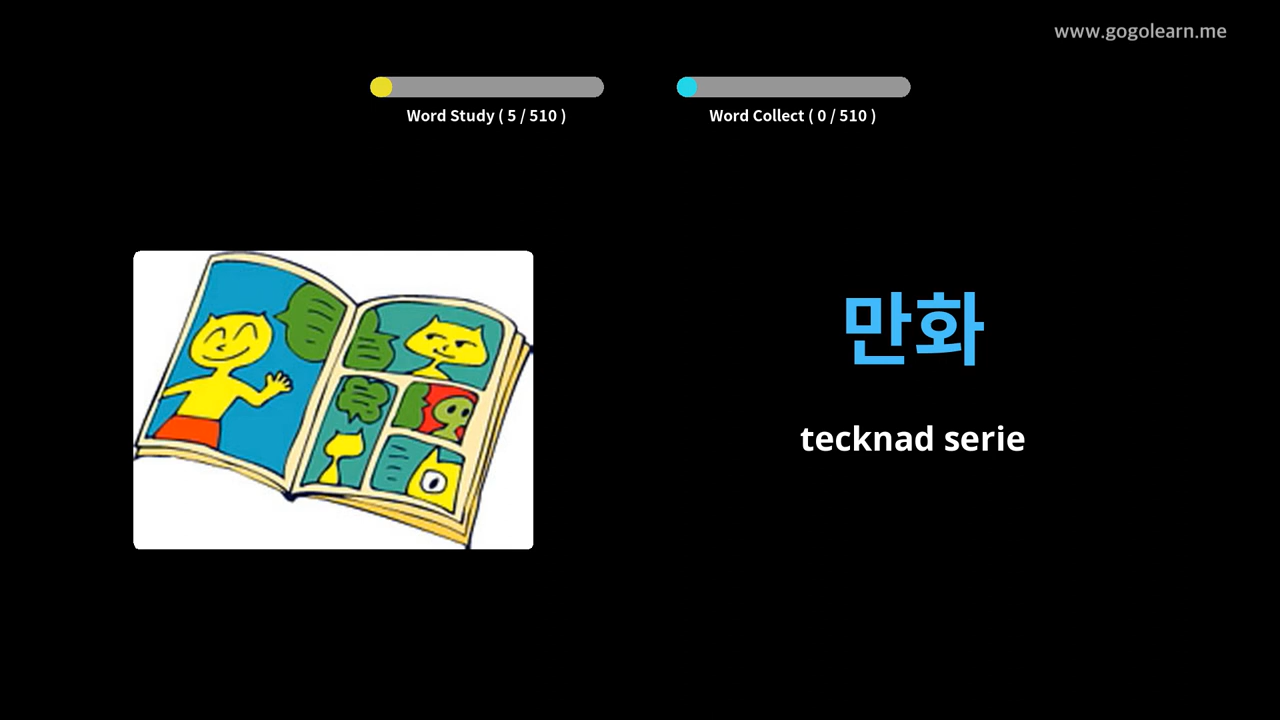 www.gogolearn.me
Word Study ( 5 / 510 )
Word Collect ( 0 / 510 )
만화
tecknad serie